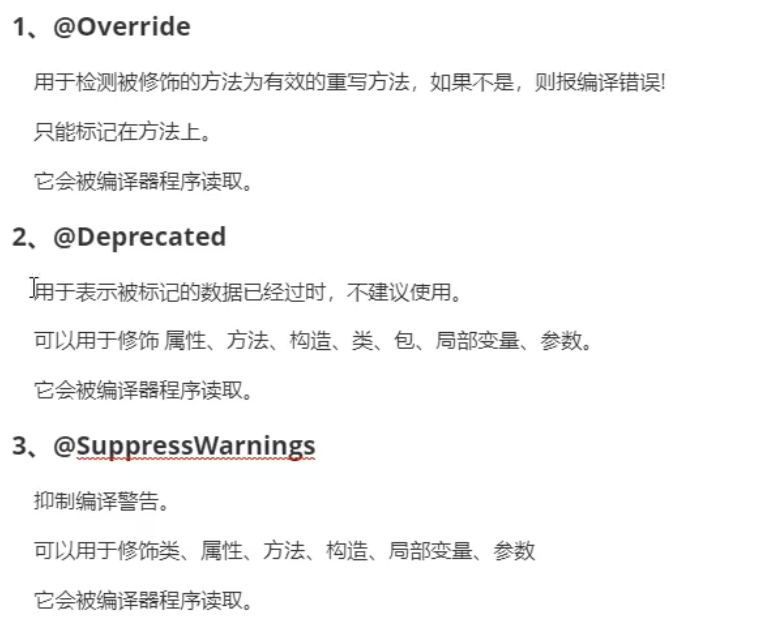 1、@Override
用于检测被修饰的方法为有效的重写方法，如果不是，则报编译错误!
只能标记在方法上。
它会被编译器程序读取。
2、@Deprecated
用于表示被标记的数据已经过时，不建议使用。
可以用于修饰 属性、方法、构造、类、包、局部变量、参数。
它会被编译器程序读取。
3、@SuppressWarnings
抑制编译警告。
可以用于修饰类、属性、方法、构造、局部变量、参数
它会被编译器程序读取。